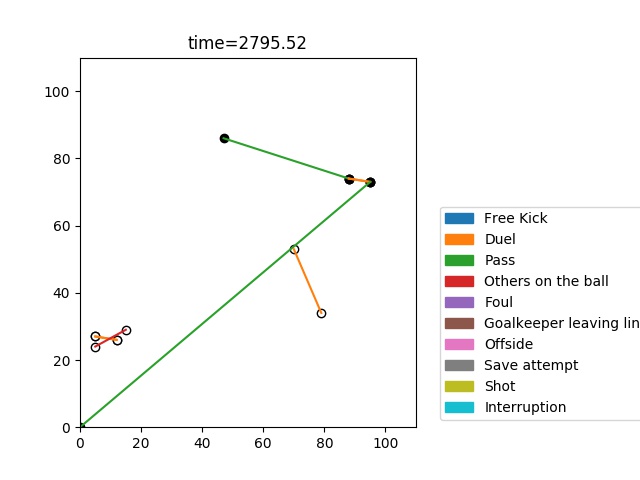 time=2795.52
100
80
60
40
20
0
0 20 40 60 80 100
Free Kick
Duel
Pass
Others on the ball
Foul
Goalkeeper leaving lin
Offside
Save attempt
Shot
Interruption